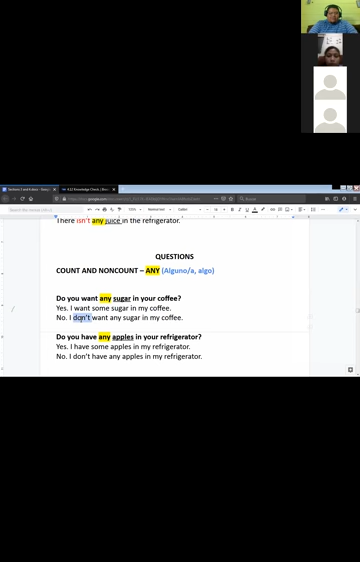 There isn't any juice in the refrigerator.
QUESTIONS
COUNT AND NONCOUNT – ANY (Alguno/a, algo)
Do you want any sugar in your coffee?
Yes. I want some sugar in my coffee.
No. I don't want any sugar in my coffee.
Do you have any apples in your refrigerator?
Yes. I have some apples in my refrigerator.
No. I don't have any apples in my refrigerator.